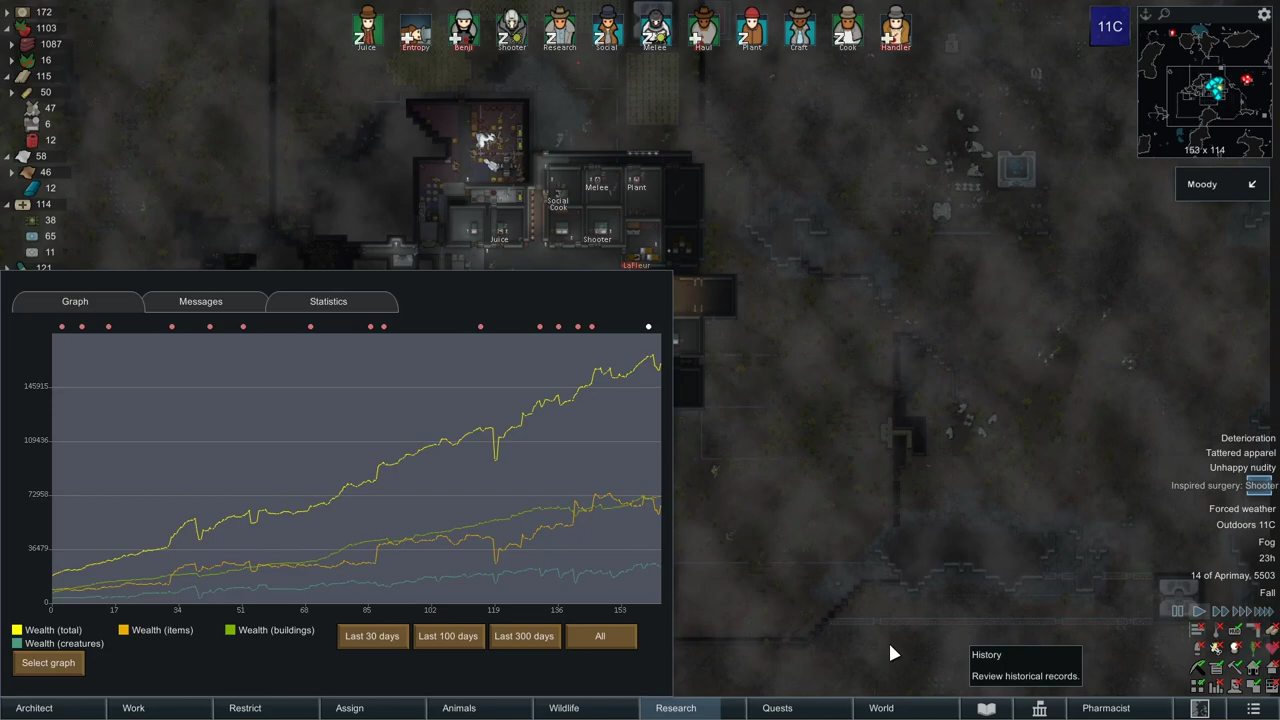 172
1103
1087
16
115
50
47
6
12
58
46
12
114
38
65
11
121
Juice
Entropy
Benji
Shooter
Research
Social
Melee
Haul
Plant
Craft
Cook
Handler
11C
153 x 114
Moody
Melee
Plant
Social
Cook
Juice
Shooter
LaFleur
Graph
Messages
Statistics
145915
109436
72958
36479
0
0
17
34
51
68
85
102
119
136
153
Wealth (total)
Wealth (items)
Wealth (buildings)
Wealth (creatures)
Last 30 days
Last 100 days
Last 300 days
All
Select graph
History
Review historical records.
Deterioration
Tattered apparel
Unhappy nudity
Inspired surgery: Shooter
Forced weather
Outdoors 11C
Fog
23h
14 of Aprimay, 5503
Fall
Architect
Work
Restrict
Assign
Animals
Wildlife
Research
Quests
World
Pharmacist